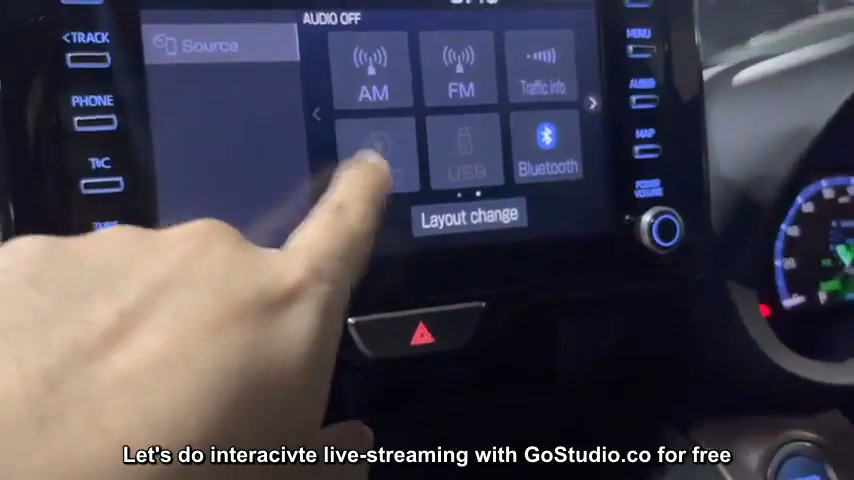 AUDIO OFF
<TRACK
Source
AM
FM
Traffic info
MENU
PHONE
AUDIO
USB
Bluetooth
MAP
Layout change
POWER
VOLUME
Let's do interacivte live-streaming with GoStudio.co for free